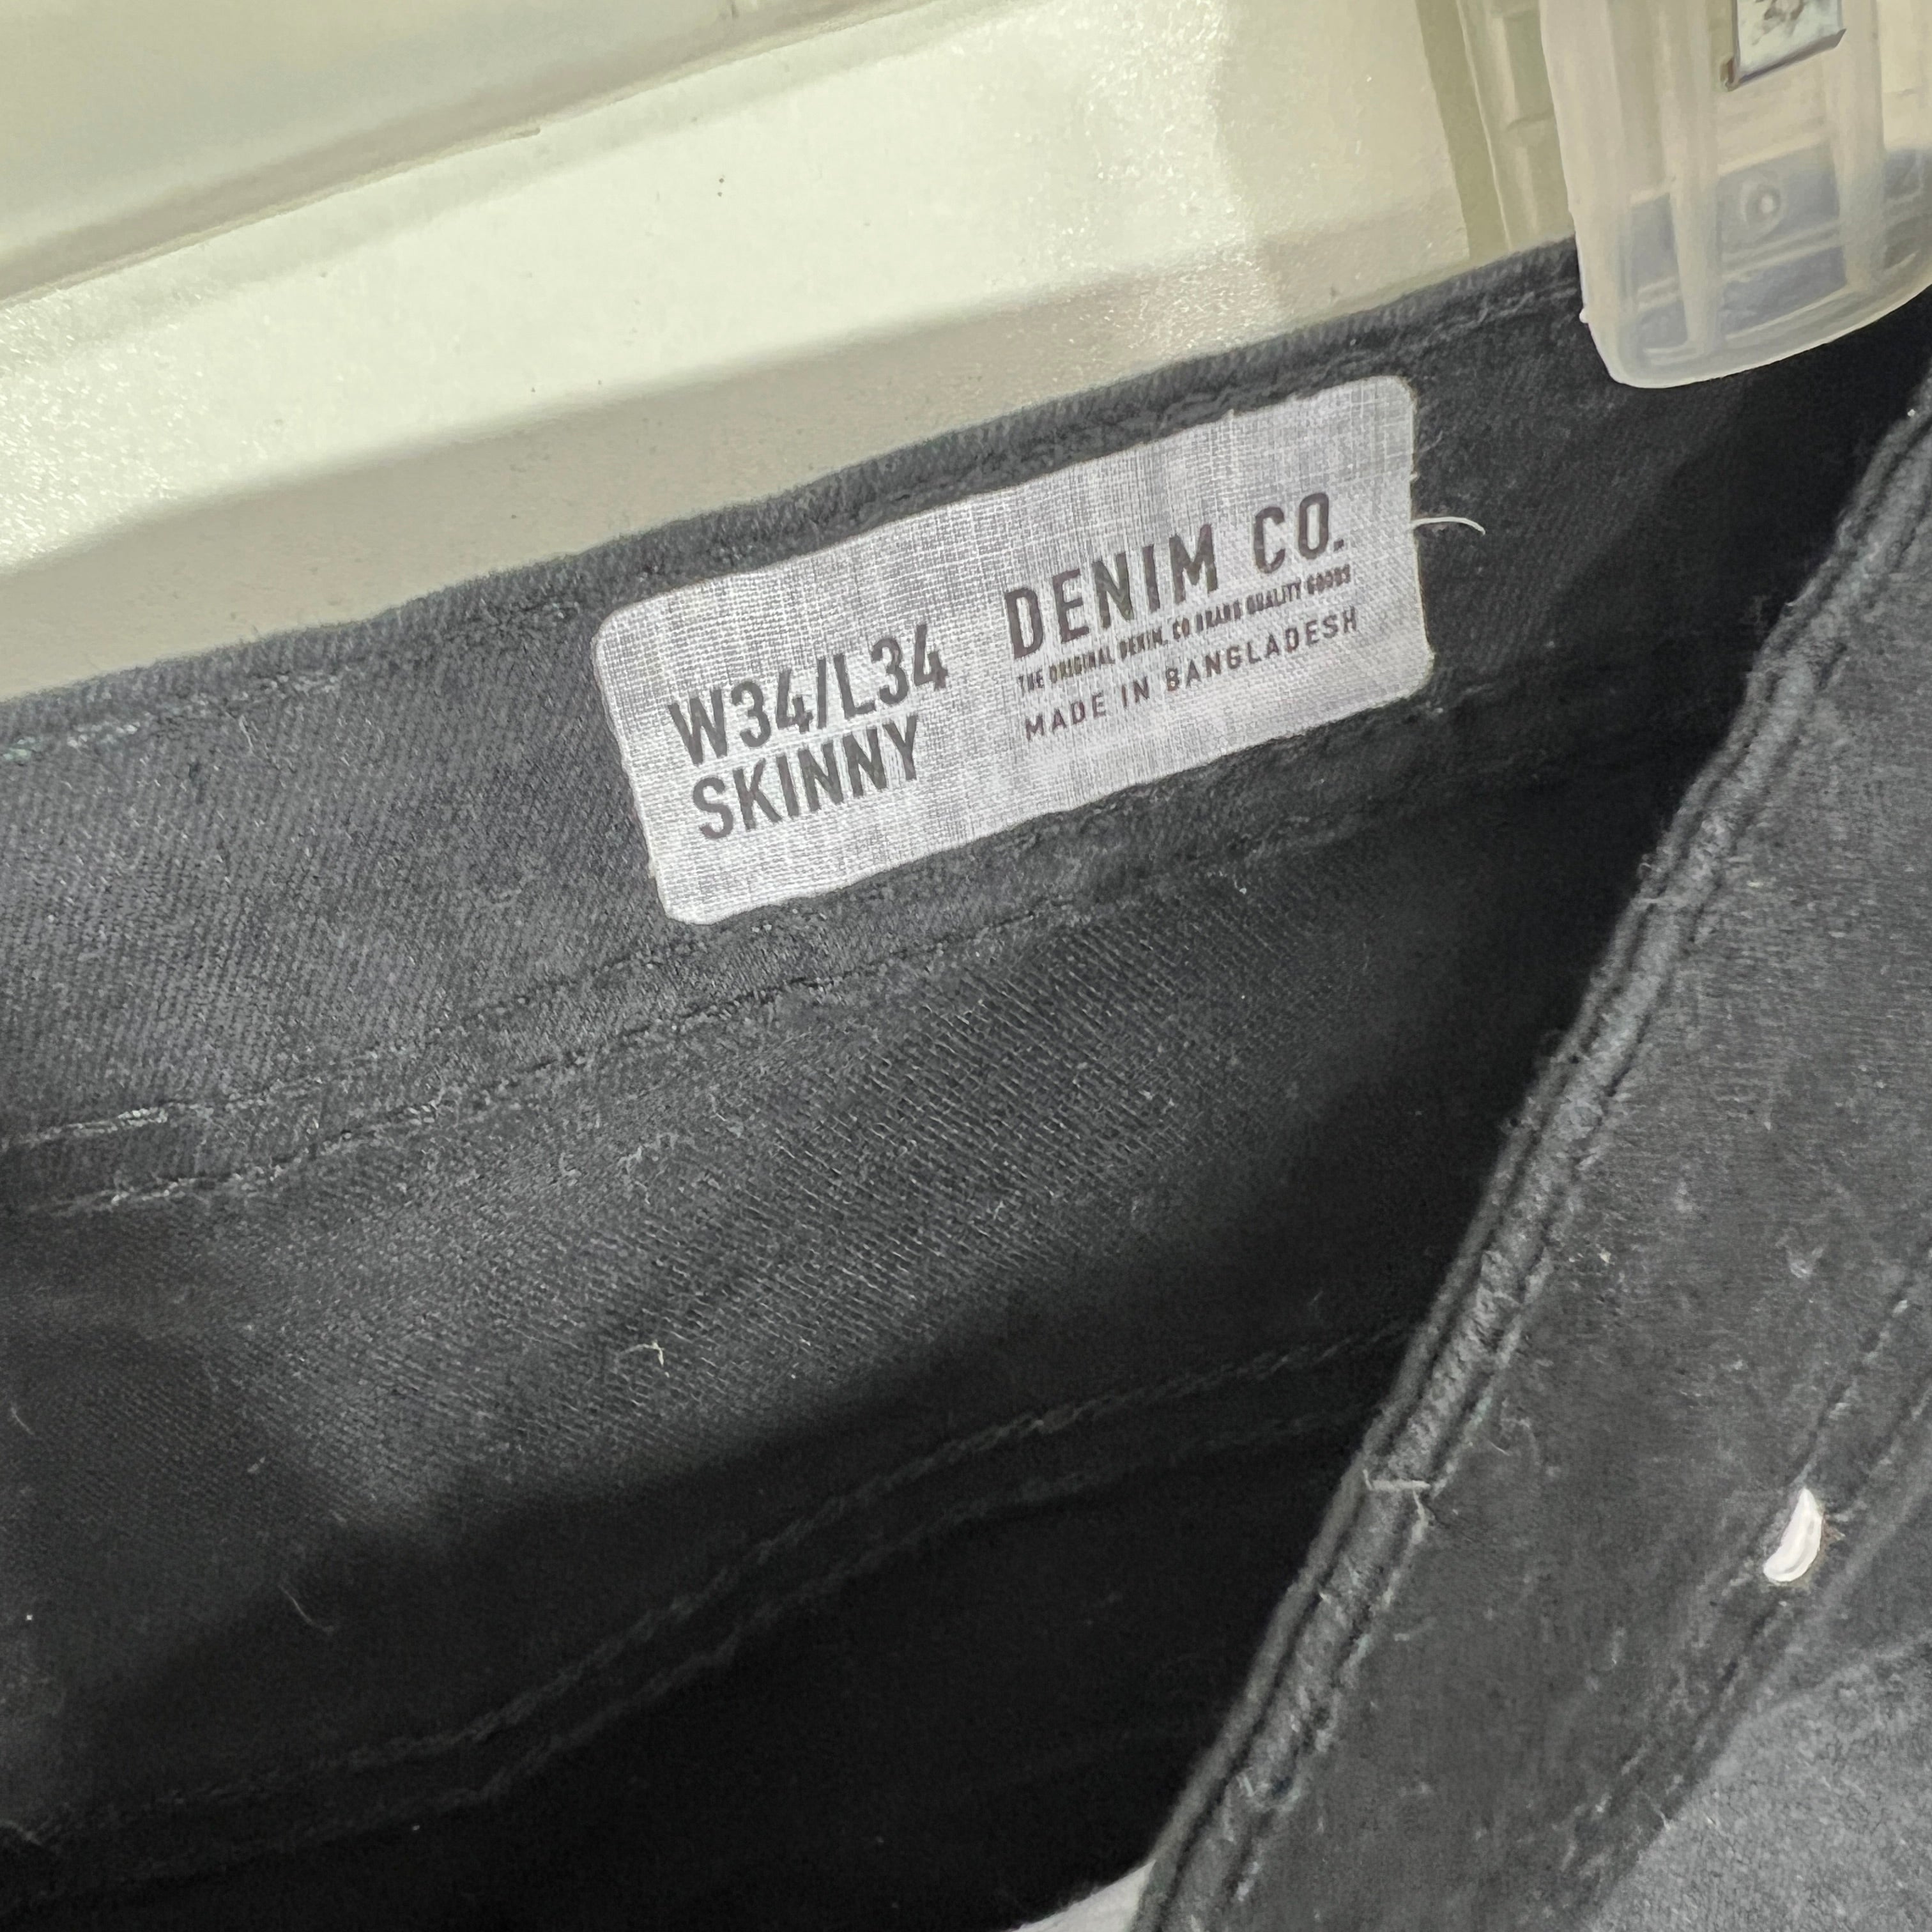 W34/L34
SKINNY
DENIM CO.
THE ORIGINAL DENIM. CO BRAND QUALITY GOODS
MADE IN BANGLADESH